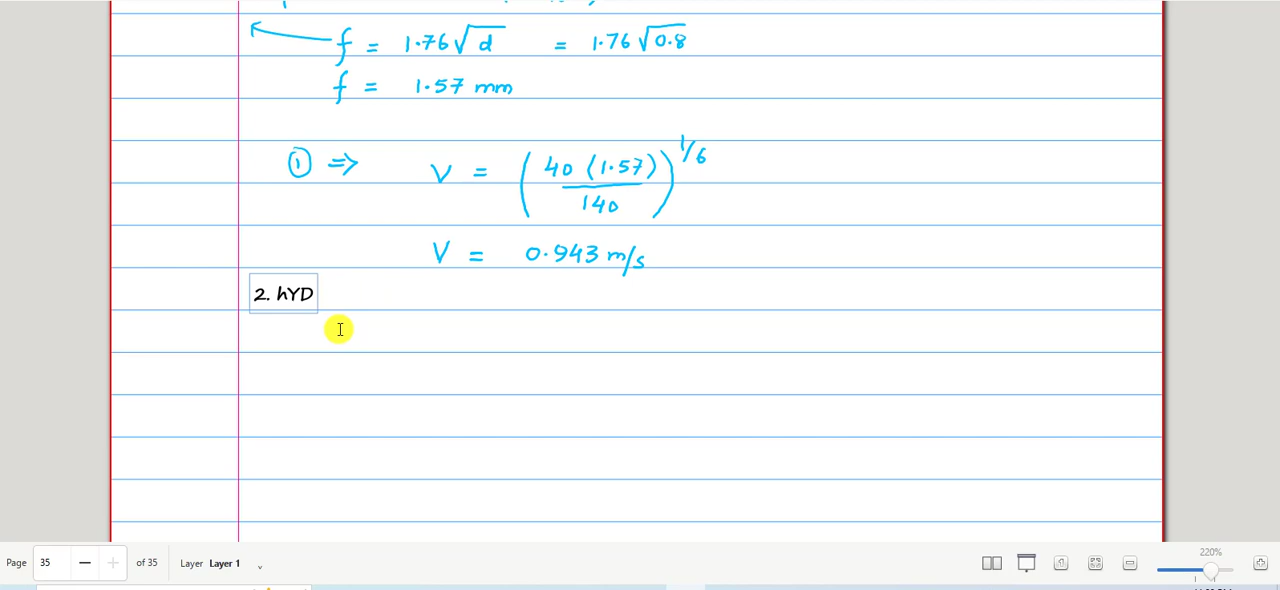 f = 1.76√d = 1.76√0.8
f = 1.57 mm
① ⇒ V = (40 (1.57) / 140)^1/6
V = 0.943 m/s
2. hYD
Page 35 of 35 Layer Layer 1 220%